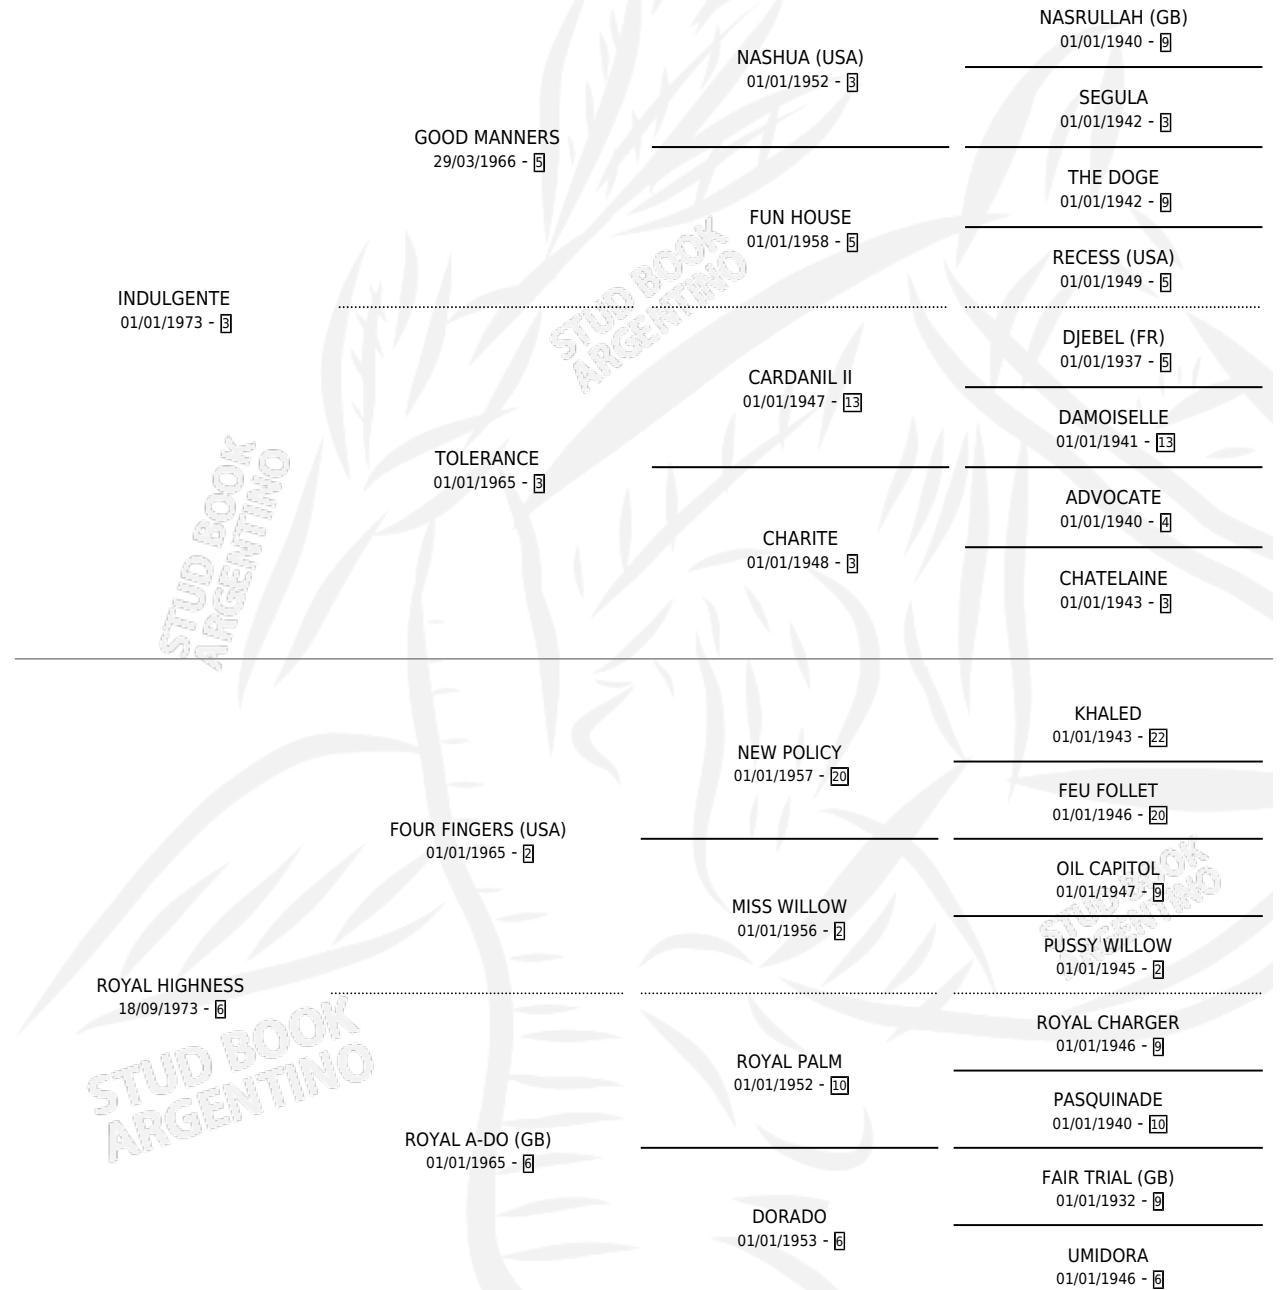 NASRULLAH (GB)
01/01/1940 - 9
NASHUA (USA)
01/01/1952 - 3
SEGULA
01/01/1942 - 3
GOOD MANNERS
29/03/1966 - 5
THE DOGE
01/01/1942 - 9
FUN HOUSE
01/01/1958 - 5
RECESS (USA)
01/01/1949 - 5
INDULGENTE
01/01/1973 - 3
DJEBEL (FR)
01/01/1937 - 5
CARDANIL II
01/01/1947 - 13
DAMOISELLE
01/01/1941 - 13
TOLERANCE
01/01/1965 - 3
ADVOCATE
01/01/1940 - 4
CHARITE
01/01/1948 - 3
CHATELAINE
01/01/1943 - 3
KHALED
01/01/1943 - 22
NEW POLICY
01/01/1957 - 20
FEU FOLLET
01/01/1946 - 20
FOUR FINGERS (USA)
01/01/1965 - 2
OIL CAPITOL
01/01/1947 - 9
MISS WILLOW
01/01/1956 - 2
PUSSY WILLOW
01/01/1945 - 2
ROYAL HIGHNESS
18/09/1973 - 6
ROYAL CHARGER
01/01/1946 - 9
ROYAL PALM
01/01/1952 - 10
PASQUINADE
01/01/1940 - 10
ROYAL A-DO (GB)
01/01/1965 - 6
FAIR TRIAL (GB)
01/01/1932 - 9
DORADO
01/01/1953 - 6
UMIDORA
01/01/1946 - 6
STUD BOOK
ARGENTINO
STUD BOOK
ARGENTINO
STUD BOOK
ARGENTINO
STUD BOOK
ARGENTINO